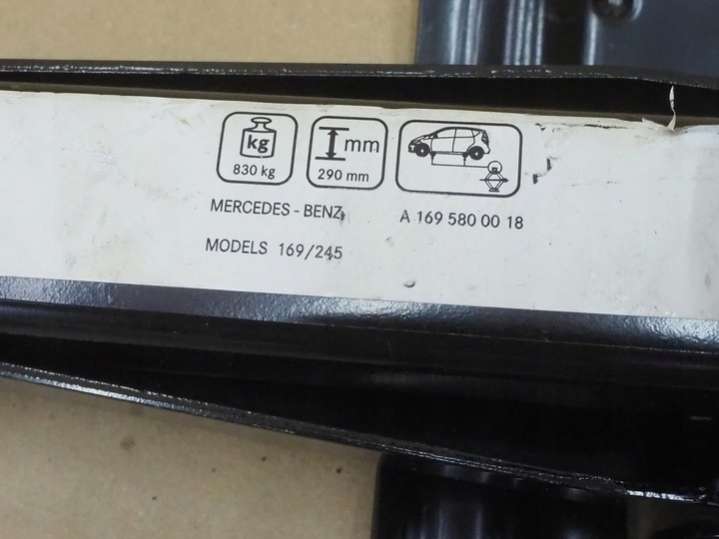 kg mm
830 kg 290 mm
MERCEDES - BENZ A 169 580 00 18
MODELS 169/245